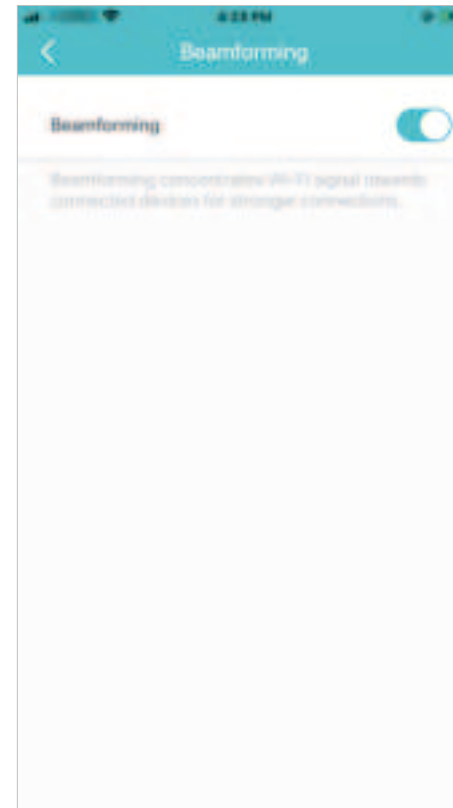 4:23 PM
Beamforming
Beamforming
Beamforming concentrates Wi-Fi signal towards
connected devices for stronger connections.